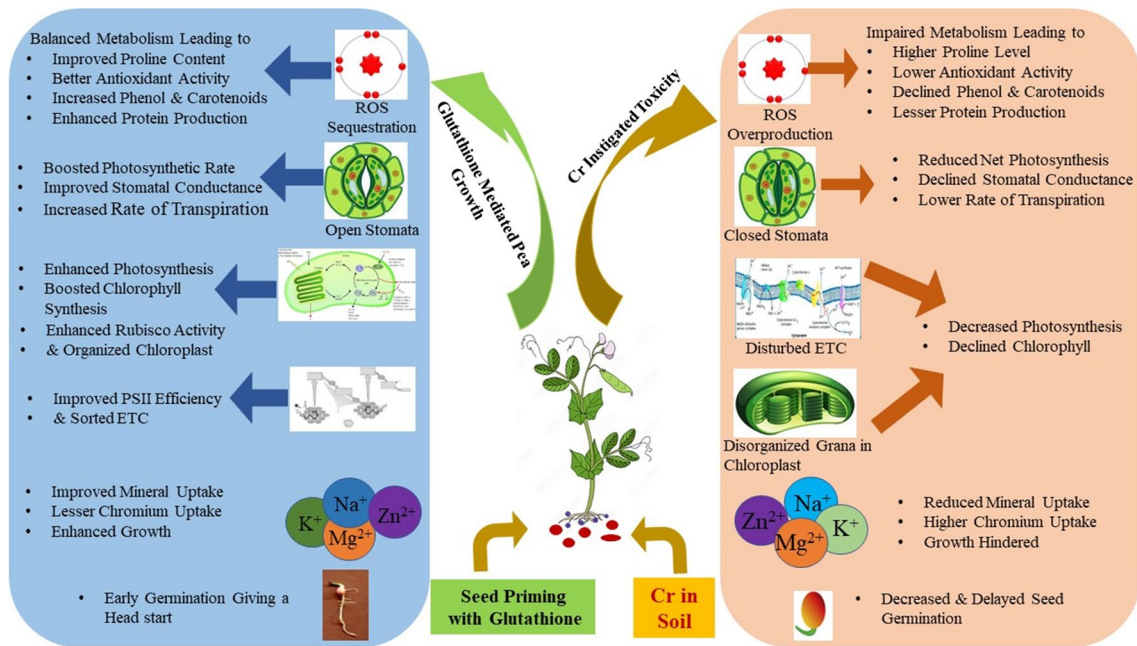 Balanced Metabolism Leading to
• Improved Proline Content
• Better Antioxidant Activity
• Increased Phenol & Carotenoids
• Enhanced Protein Production
ROS
Sequestration
• Boosted Photosynthetic Rate
• Improved Stomatal Conductance
• Increased Rate of Transpiration
Open Stomata
• Enhanced Photosynthesis
• Boosted Chlorophyll
Synthesis
• Enhanced Rubisco Activity
• & Organized Chloroplast
• Improved PSII Efficiency
• & Sorted ETC
• Improved Mineral Uptake
• Lesser Chromium Uptake
• Enhanced Growth
K⁺
Na⁺
Mg²⁺
Zn²⁺
• Early Germination Giving a
Head start
Glutathione Mediated Pea
Growth
Cr Instigated Toxicity
Seed Priming
with Glutathione
Cr in
Soil
Impaired Metabolism Leading to
• Higher Proline Level
• Lower Antioxidant Activity
• Declined Phenol & Carotenoids
• Lesser Protein Production
ROS
Overproduction
• Reduced Net Photosynthesis
• Declined Stomatal Conductance
• Lower Rate of Transpiration
Closed Stomata
Disturbed ETC
• Decreased Photosynthesis
• Declined Chlorophyll
Disorganized Grana in
Chloroplast
Zn²⁺
Na⁺
Mg²⁺
K⁺
• Reduced Mineral Uptake
• Higher Chromium Uptake
• Growth Hindered
• Decreased & Delayed Seed
Germination